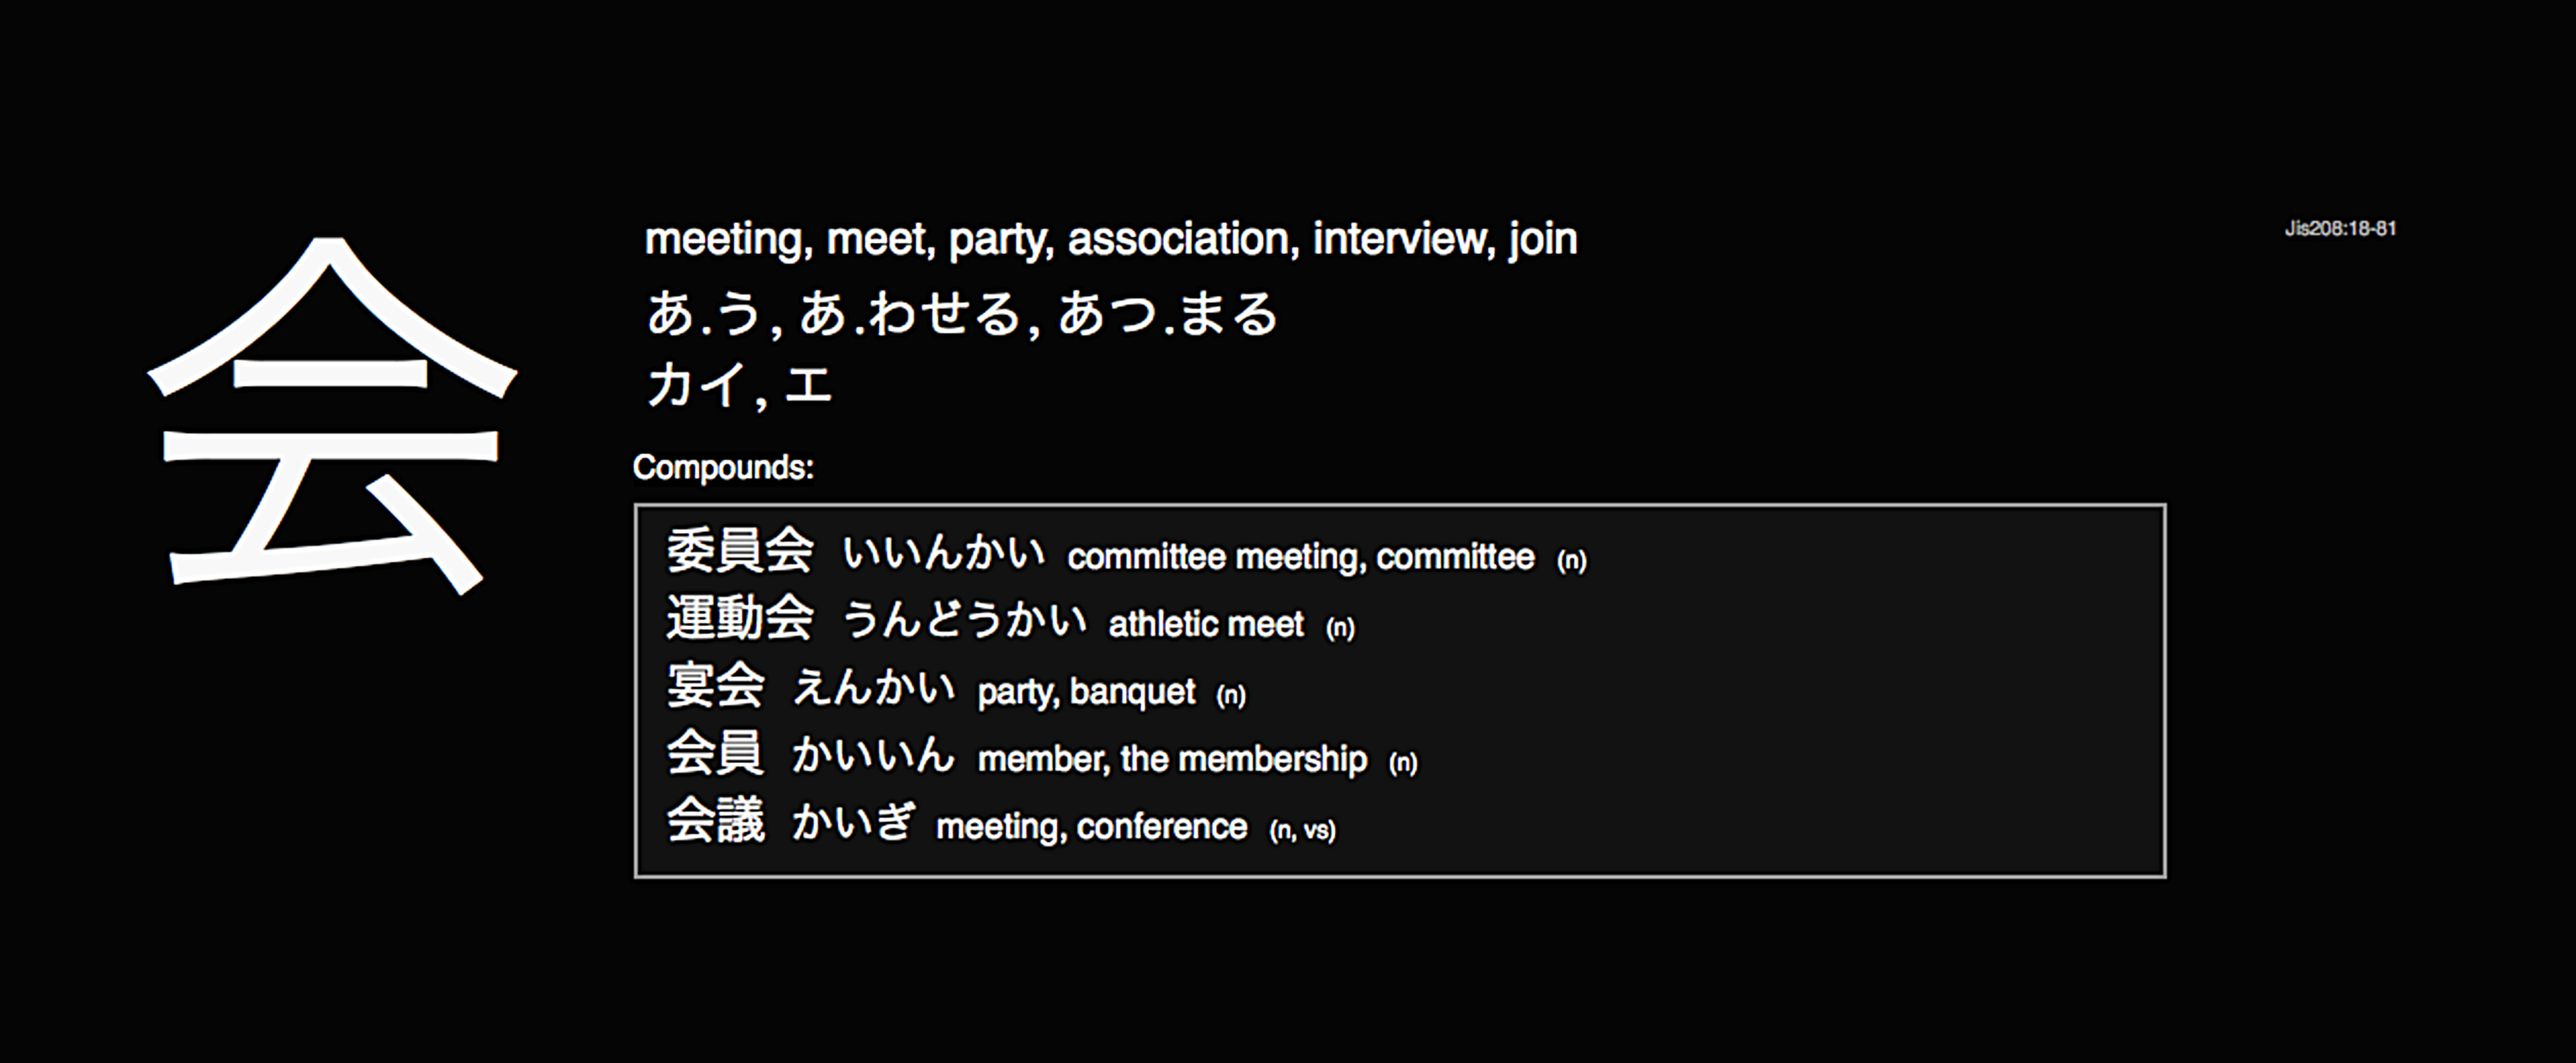 会
meeting, meet, party, association, interview, join
あ.う, あ.わせる, あつ.まる
カイ, エ
Jis208:18-81
Compounds:
委員会 いいんかい committee meeting, committee (n)
運動会 うんどうかい athletic meet (n)
宴会 えんかい party, banquet (n)
会員 かいいん member, the membership (n)
会議 かいぎ meeting, conference (n, vs)